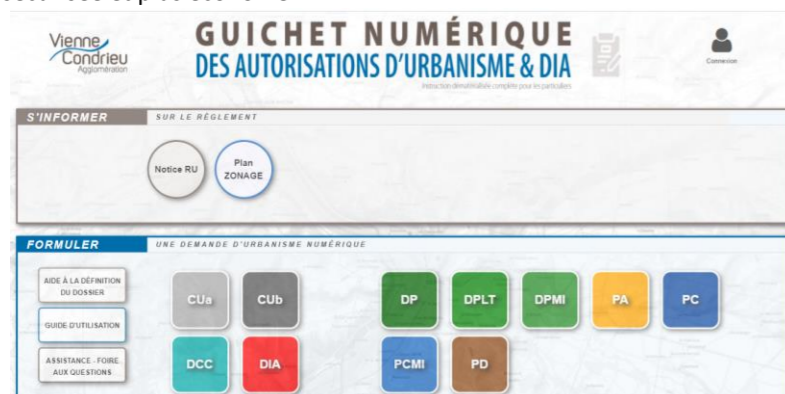 Vienne
Condrieu
Agglomération
GUICHET NUMÉRIQUE
DES AUTORISATIONS D'URBANISME & DIA
Instruction dématérialisée complète pour les particuliers
Connexion
S'INFORMER SUR LE RÉGLEMENT
Notice RU
Plan
ZONAGE
FORMULER UNE DEMANDE D'URBANISME NUMÉRIQUE
AIDE À LA DÉFINITION
DU DOSSIER
GUIDE D'UTILISATION
ASSISTANCE - FOIRE
AUX QUESTIONS
CUa CUb DP DPLT DPMI PA PC
DCC DIA PCMI PD